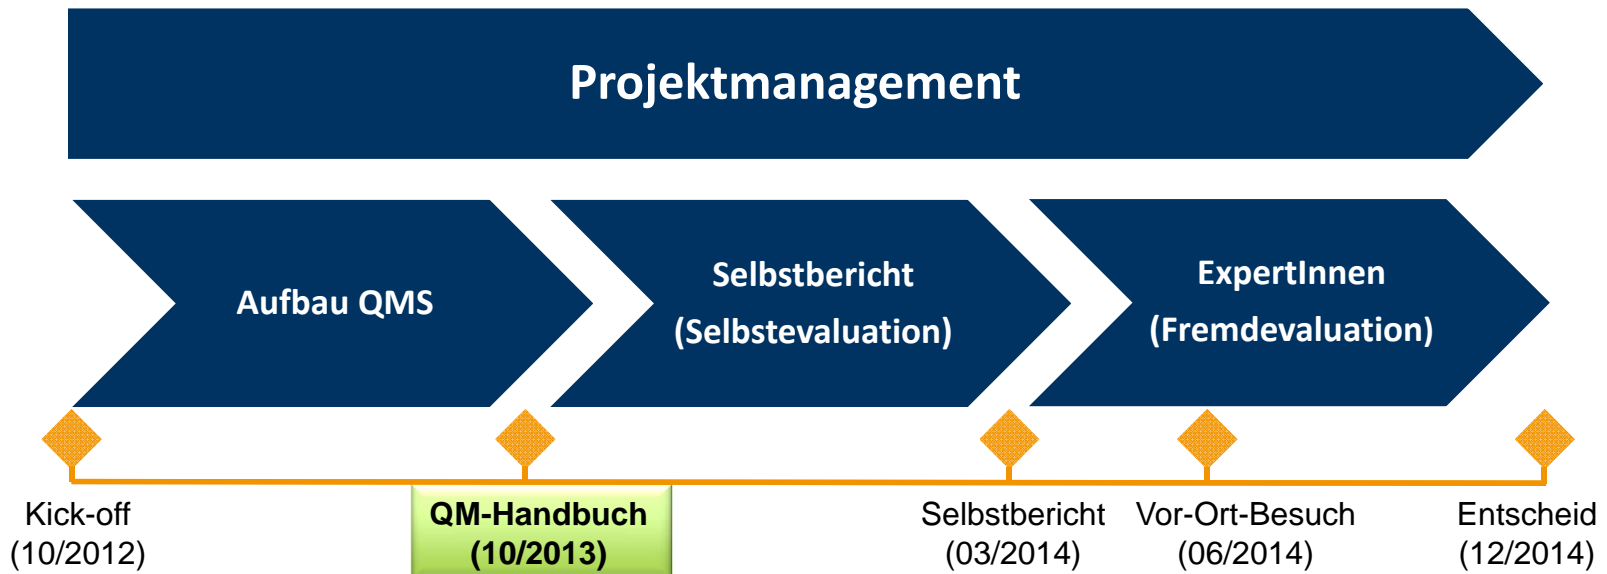 Projektmanagement
Aufbau QMS
Selbstbericht
(Selbstevaluation)
ExpertInnen
(Fremdevaluation)
Kick-off
(10/2012)
QM-Handbuch
(10/2013)
Selbstbericht
(03/2014)
Vor-Ort-Besuch
(06/2014)
Entscheid
(12/2014)